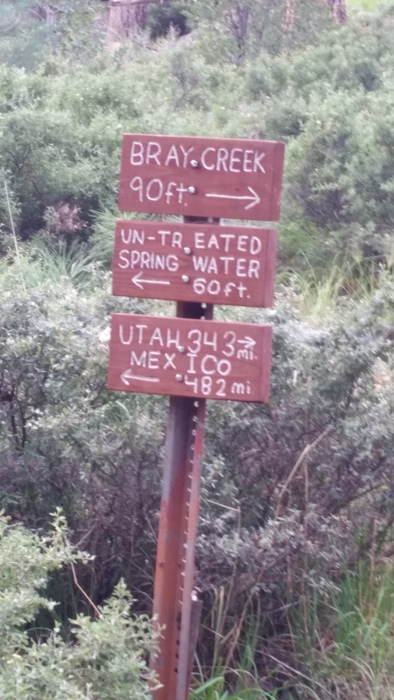 BRAY CREEK
90ft. →
UN-TREATED
SPRING WATER
← 60ft.
UTAH 343 mi. →
MEXICO
← 482 mi